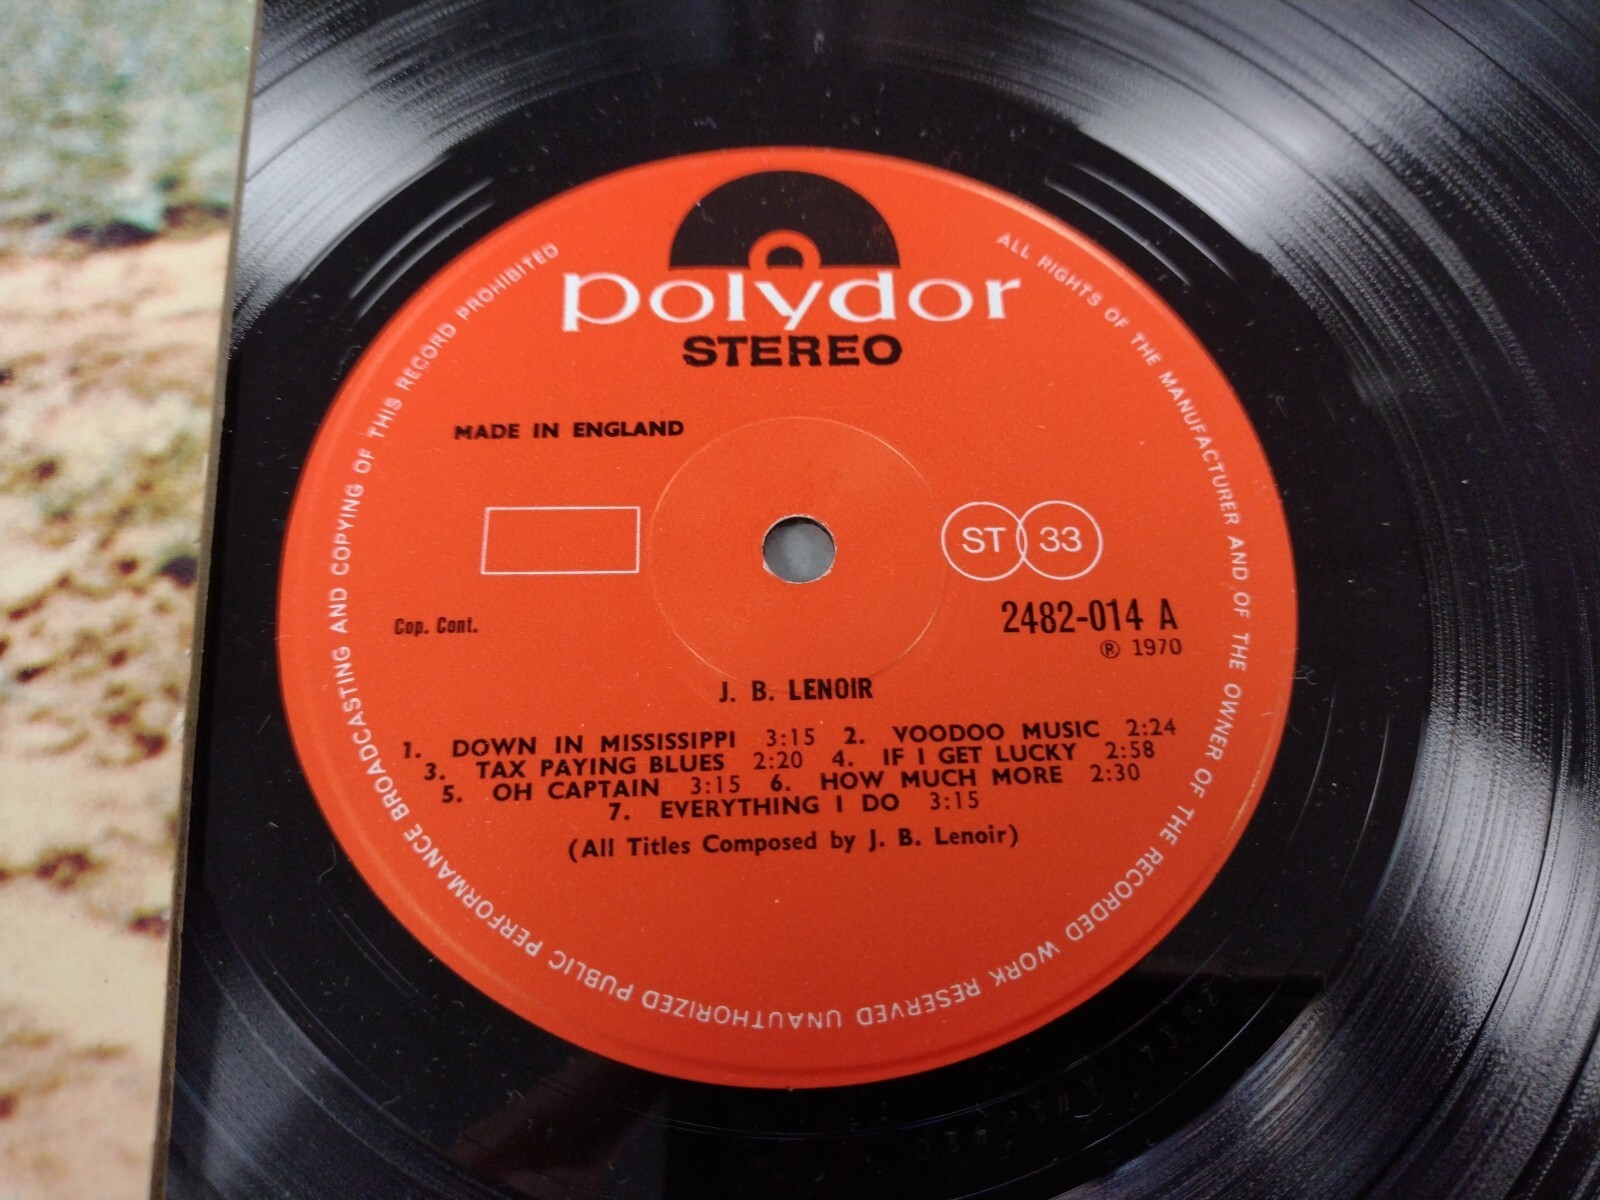 polydor
STEREO
MADE IN ENGLAND
ST 33
Cop. Cont.
2482-014 A
℗ 1970
J. B. LENOIR
1. DOWN IN MISSISSIPPI 3:15 2. VOODOO MUSIC 2:24
3. TAX PAYING BLUES 2:20 4. IF I GET LUCKY 2:58
5. OH CAPTAIN 3:15 6. HOW MUCH MORE 2:30
7. EVERYTHING I DO 3:15
(All Titles Composed by J. B. Lenoir)
ALL RIGHTS OF THE MANUFACTURER AND OF THE OWNER OF THE RECORDED WORK RESERVED UNAUTHORIZED PUBLIC PERFORMANCE BROADCASTING AND COPYING OF THIS RECORD PROHIBITED